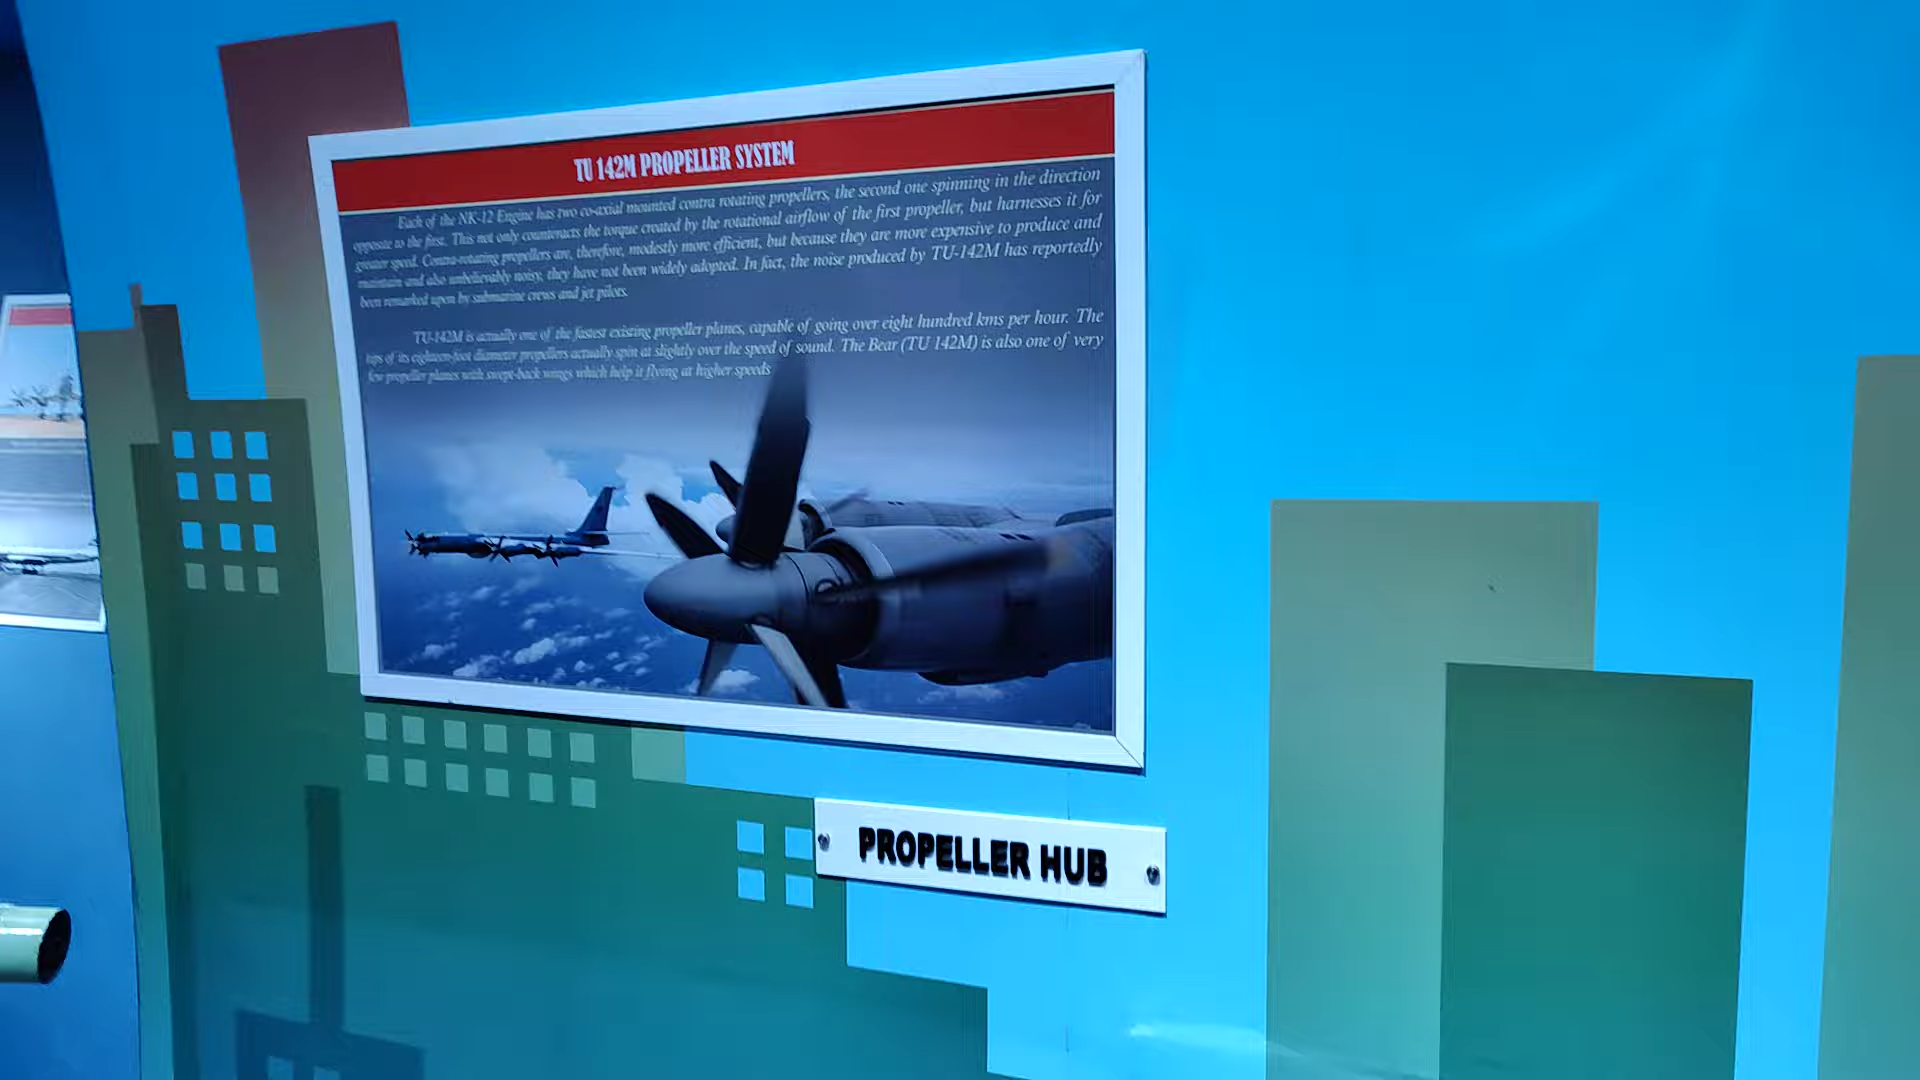 TU 142M PROPELLER SYSTEM
Each of the NK-12 Engine has two co-axial mounted contra rotating propellers, the second one spinning in the direction
opposite to the first. This not only counteracts the torque created by the rotational airflow of the first propeller, but harnesses it for
greater speed. Contra-rotating propellers are, therefore, modestly more efficient, but because they are more expensive to produce and
maintain and also unbelievably noisy, they have not been widely adopted. In fact, the noise produced by TU-142M has reportedly
been remarked upon by submarine crews and jet pilots.
TU-142M is actually one of the fastest existing propeller planes, capable of going over eight hundred kms per hour. The
tips of its eighteen-foot diameter propellers actually spin at slightly over the speed of sound. The Bear (TU 142M) is also one of very
few propeller planes with swept-back wings which help it flying at higher speeds
PROPELLER HUB